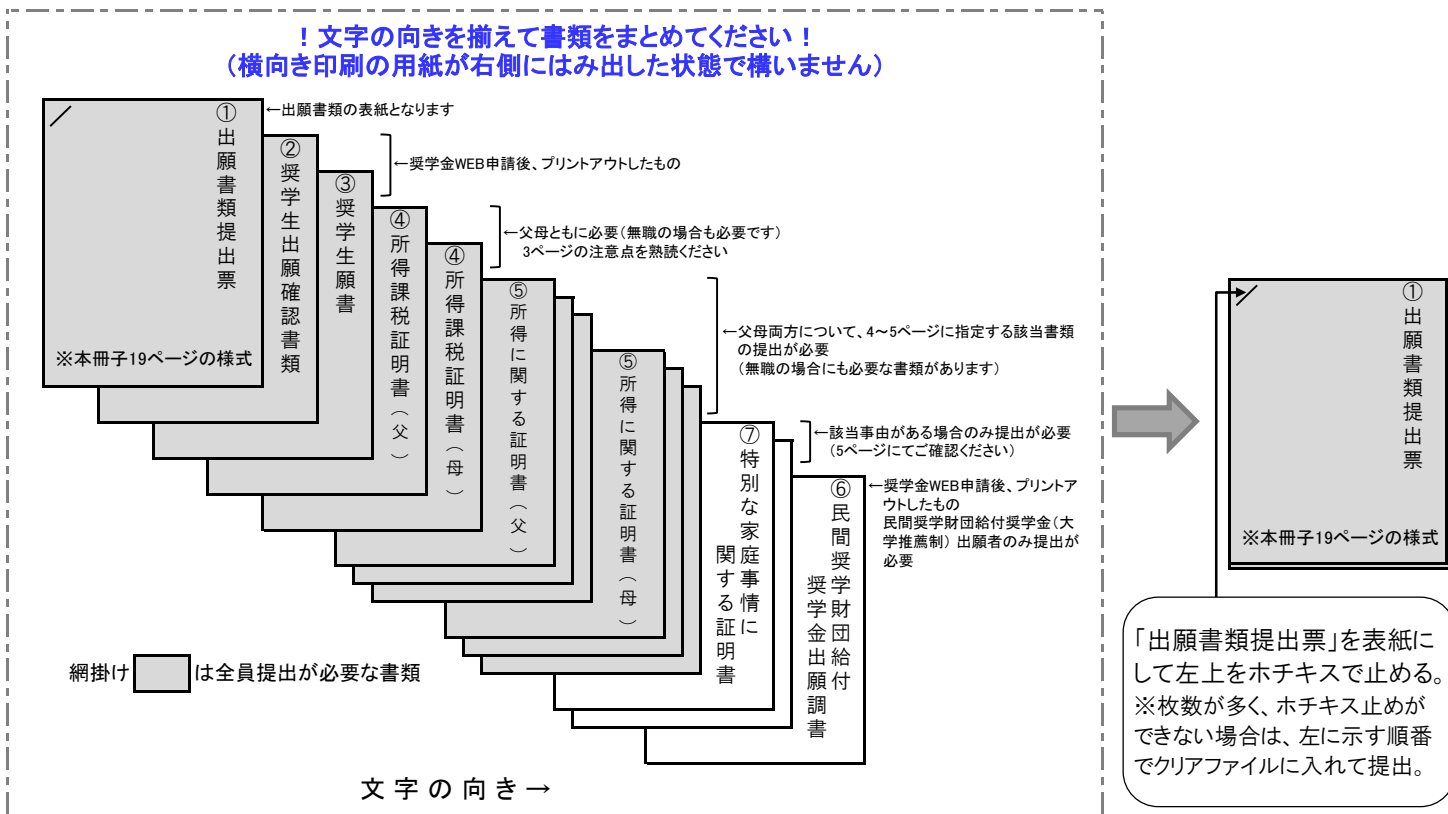 ！文字の向きを揃えて書類をまとめてください！
（横向き印刷の用紙が右側にはみ出した状態で構いません）
①出願書類提出票
※本冊子19ページの様式
←出願書類の表紙となります
②奨学生出願確認書類
③奨学生願書
←奨学金WEB申請後、プリントアウトしたもの
④所得課税証明書（父）
④所得課税証明書（母）
←父母ともに必要（無職の場合も必要です）
3ページの注意点を熟読ください
⑤所得に関する証明書（父）
⑤所得に関する証明書（母）
←父母両方について、4～5ページに指定する該当書類
の提出が必要
（無職の場合にも必要な書類があります）
⑦特別な家庭事情に
関する証明書
←該当事由がある場合のみ提出が必要
（5ページにてご確認ください）
⑥民間奨学財団給付
奨学金出願調書
←奨学金WEB申請後、プリントア
ウトしたもの
民間奨学財団給付奨学金（大
学推薦制）出願者のみ提出が
必要
網掛け は全員提出が必要な書類
文字の向き→
①出願書類提出票
※本冊子19ページの様式
「出願書類提出票」を表紙に
して左上をホチキスで止める。
※枚数が多く、ホチキス止めが
できない場合は、左に示す順番
でクリアファイルに入れて提出。